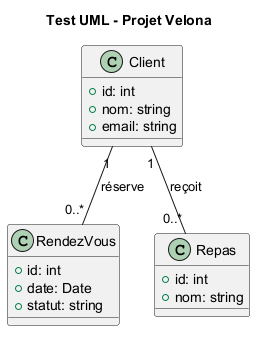 Test UML - Projet Velona
C Client
id: int
nom: string
email: string
1 1
réserve reçoit
0..* 0..*
C RendezVous
id: int
date: Date
statut: string
C Repas
id: int
nom: string